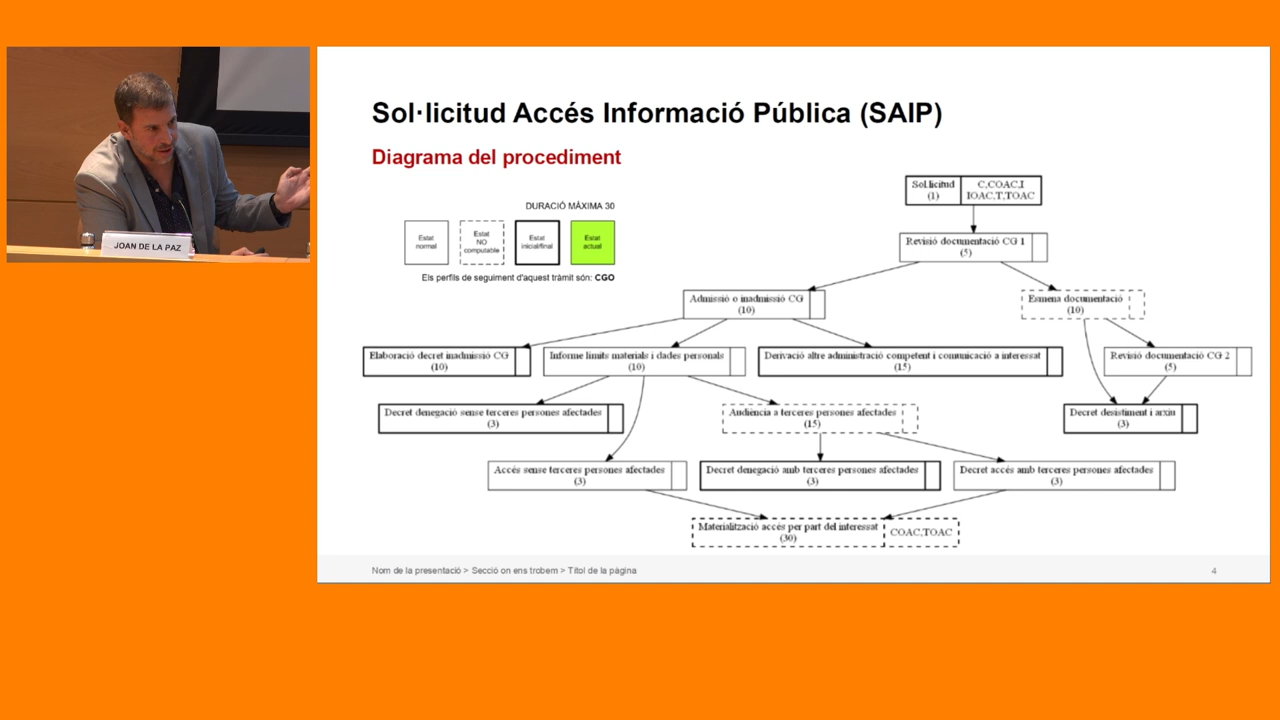 JOAN DE LA PAZ
Sol·licitud Accés Informació Pública (SAIP)
Diagrama del procediment
DURACIÓ MÁXIMA 30
Estat
normal
Estat
NO
computable
Estat
inicial/final
Estat
actual
Els perfils de seguiment d'aquest tràmit són: CGO
Sol.licitud
(1)
C,COAC,I
IOAC,T,TOAC
Revisió documentació CG 1
(5)
Admissió o inadmissió CG
(10)
Esmena documentació
(10)
Elaboració decret inadmissió CG
(10)
Informe límits materials i dades personals
(10)
Derivació altre administració competent i comunicació a interessat
(15)
Revisió documentació CG 2
(5)
Decret denegació sense terceres persones afectades
(3)
Audiència a terceres persones afectades
(15)
Decret desistiment i arxiu
(3)
Accés sense terceres persones afectades
(3)
Decret denegació amb terceres persones afectades
(3)
Decret accés amb terceres persones afectades
(3)
Materialització accés per part del interessat
(30)
COAC,TOAC
Nom de la presentació > Secció on ens trobem > Títol de la pàgina
4